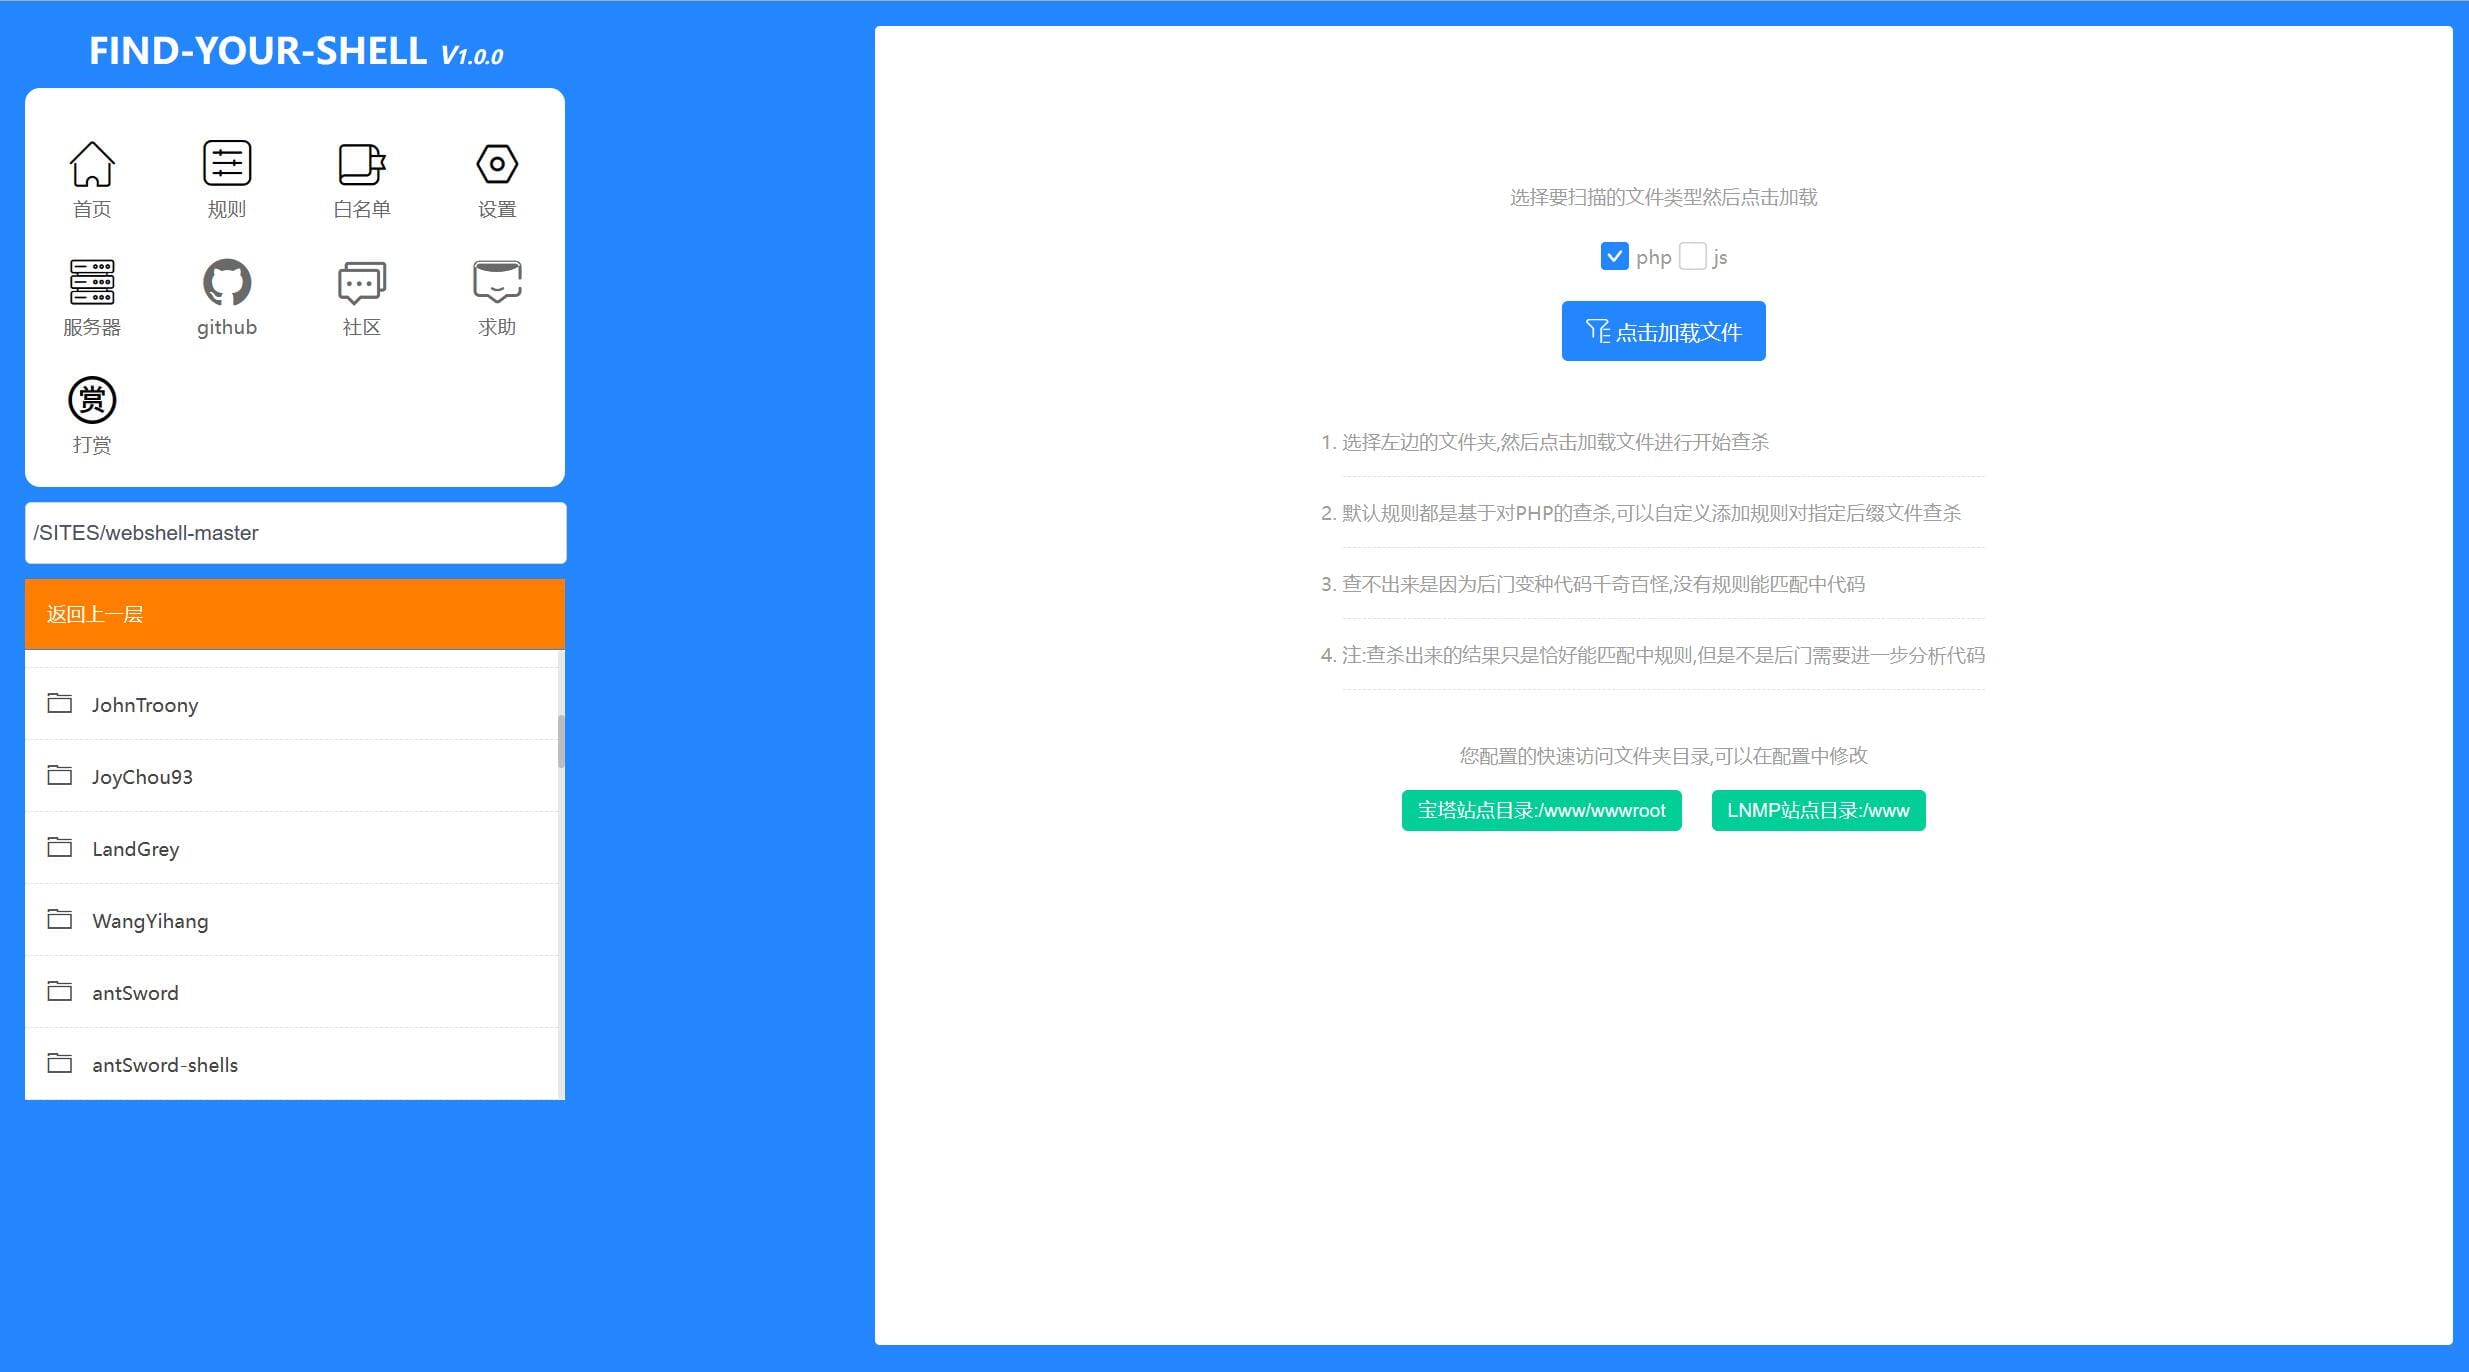 FIND-YOUR-SHELL V1.0.0
首页 规则 白名单 设置
服务器 github 社区 求助
赏
打赏
/SITES/webshell-master
返回上一层
JohnTroony
JoyChou93
LandGrey
WangYihang
antSword
antSword-shells
选择要扫描的文件类型然后点击加载
php js
点击加载文件
1. 选择左边的文件夹,然后点击加载文件进行开始查杀
2. 默认规则都是基于对PHP的查杀,可以自定义添加规则对指定后缀文件查杀
3. 查不出来是因为后门变种代码千奇百怪,没有规则能匹配中代码
4. 注:查杀出来的结果只是恰好能匹配中规则,但是不是后门需要进一步分析代码
您配置的快速访问文件夹目录,可以在配置中修改
宝塔站点目录:/www/wwwroot LNMP站点目录:/www